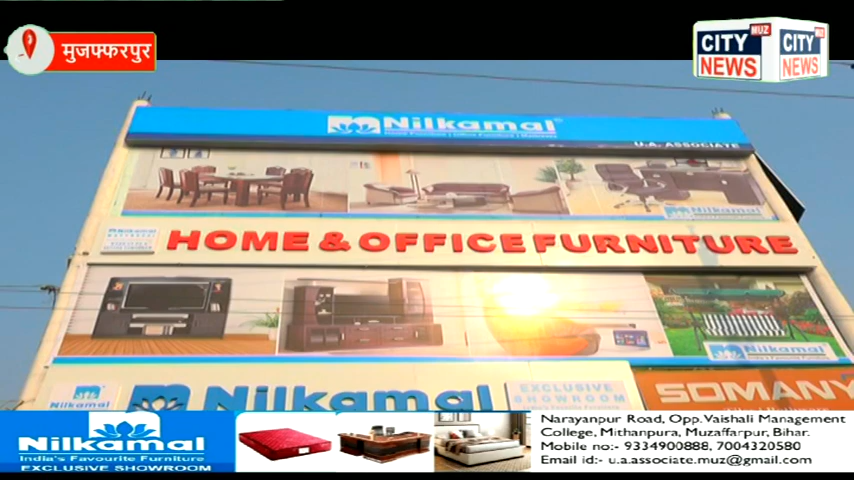 मुजफ्फरपुर
CITY NEWS MUZ
CITY NEWS MUZ
Nilkamal
U.A. ASSOCIATE
Nilkamal
HOME & OFFICE FURNITURE
Nilkamal
Nilkamal
Nilkamal
EXCLUSIVE SHOWROOM
SOMANY
Nilkamal
India's Favourite Furniture
EXCLUSIVE SHOWROOM
Narayanpur Road, Opp. Vaishali Management
College, Mithanpura, Muzaffarpur, Bihar.
Mobile no:- 9334900888, 7004320580
Email id:- u.a.associate.muz@gmail.com